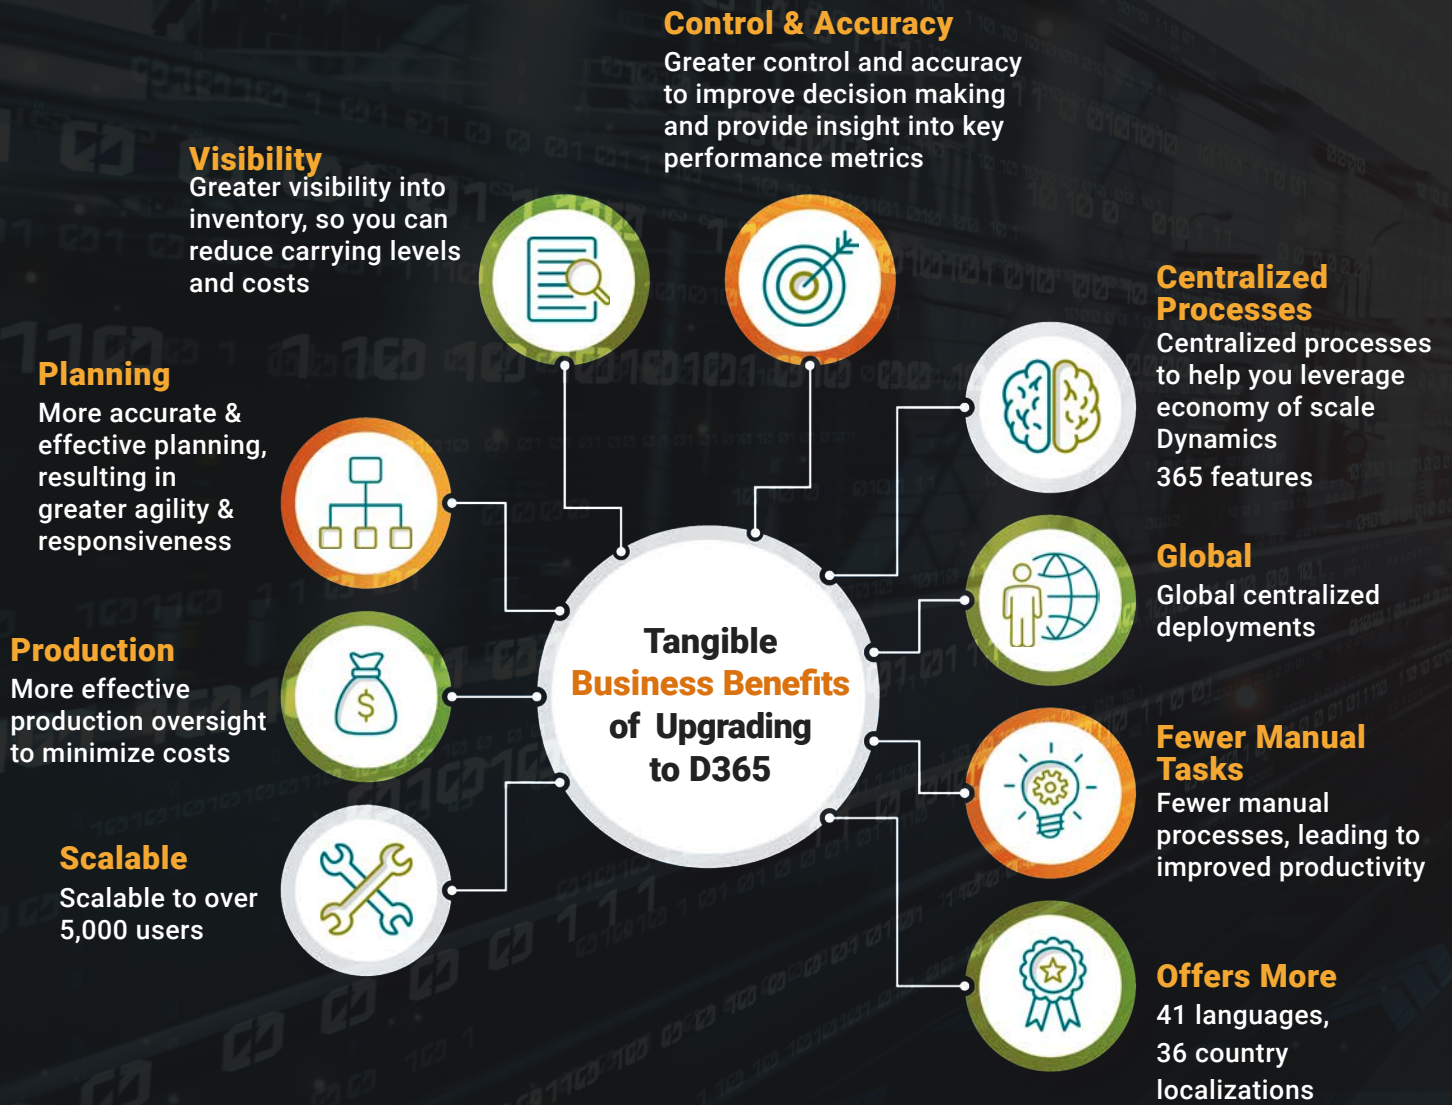 Control & Accuracy
Greater control and accuracy
to improve decision making
and provide insight into key
performance metrics
Visibility
Greater visibility into
inventory, so you can
reduce carrying levels
and costs
Centralized
Processes
Centralized processes
to help you leverage
economy of scale
Dynamics
365 features
Planning
More accurate &
effective planning,
resulting in
greater agility &
responsiveness
Global
Global centralized
deployments
Tangible
Business Benefits
of Upgrading
to D365
Production
More effective
production oversight
to minimize costs
$
Fewer Manual
Tasks
Fewer manual
processes, leading to
improved productivity
Scalable
Scalable to over
5,000 users
Offers More
41 languages,
36 country
localizations